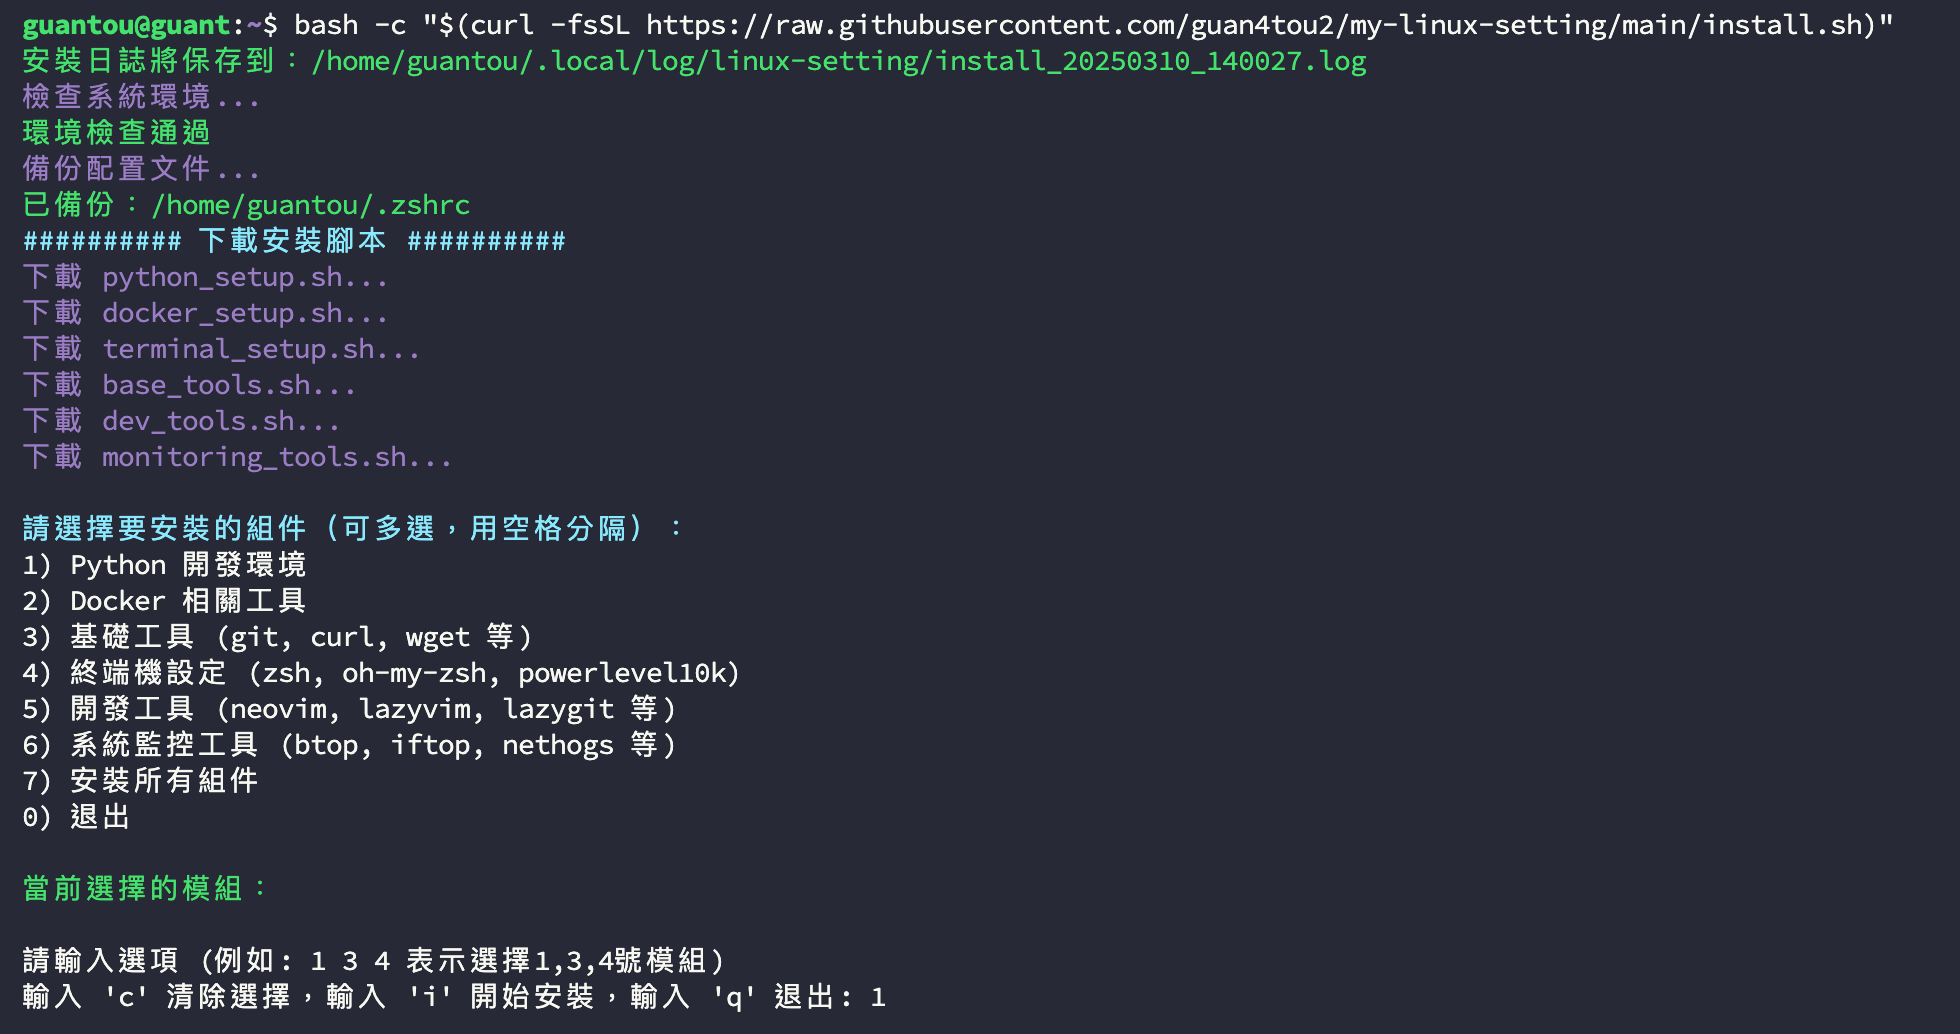 guantou@guant:~$ bash -c "$(curl -fsSL https://raw.githubusercontent.com/guan4tou2/my-linux-setting/main/install.sh)"
安裝日誌將保存到：/home/guantou/.local/log/linux-setting/install_20250310_140027.log
檢查系統環境...
環境檢查通過
備份配置文件...
已備份：/home/guantou/.zshrc
########## 下載安裝腳本 ##########
下載 python_setup.sh...
下載 docker_setup.sh...
下載 terminal_setup.sh...
下載 base_tools.sh...
下載 dev_tools.sh...
下載 monitoring_tools.sh...
請選擇要安裝的組件（可多選，用空格分隔）：
1) Python 開發環境
2) Docker 相關工具
3) 基礎工具 (git, curl, wget 等)
4) 終端機設定 (zsh, oh-my-zsh, powerlevel10k)
5) 開發工具 (neovim, lazyvim, lazygit 等)
6) 系統監控工具 (btop, iftop, nethogs 等)
7) 安裝所有組件
0) 退出
當前選擇的模組：
請輸入選項 (例如: 1 3 4 表示選擇1,3,4號模組)
輸入 'c' 清除選擇，輸入 'i' 開始安裝，輸入 'q' 退出: 1